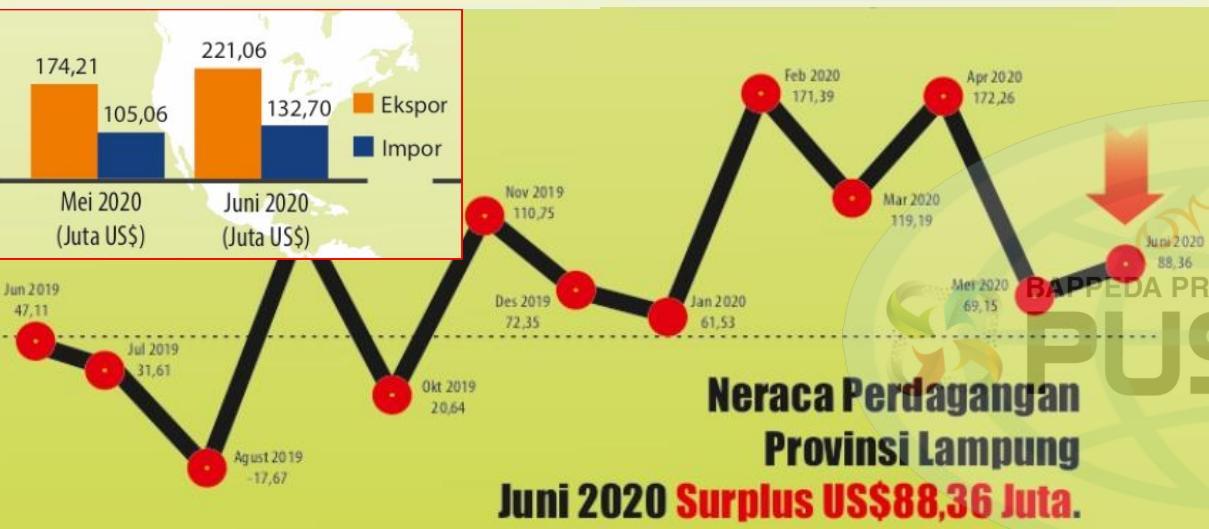 174,21
105,06
221,06
132,70
Ekspor
Impor
Mei 2020
(Juta US$)
Juni 2020
(Juta US$)
Jun 2019
47,11
Jul 2019
31,61
Agust 2019
-17,67
Okt 2019
20,64
Nov 2019
110,75
Des 2019
72,35
Jan 2020
61,53
Feb 2020
171,39
Mar 2020
119,19
Apr 2020
172,26
Mei 2020
69,15
Juni 2020
88,36
BAPPEDA PR
PUS
Neraca Perdagangan
Provinsi Lampung
Juni 2020 Surplus US$88,36 Juta.